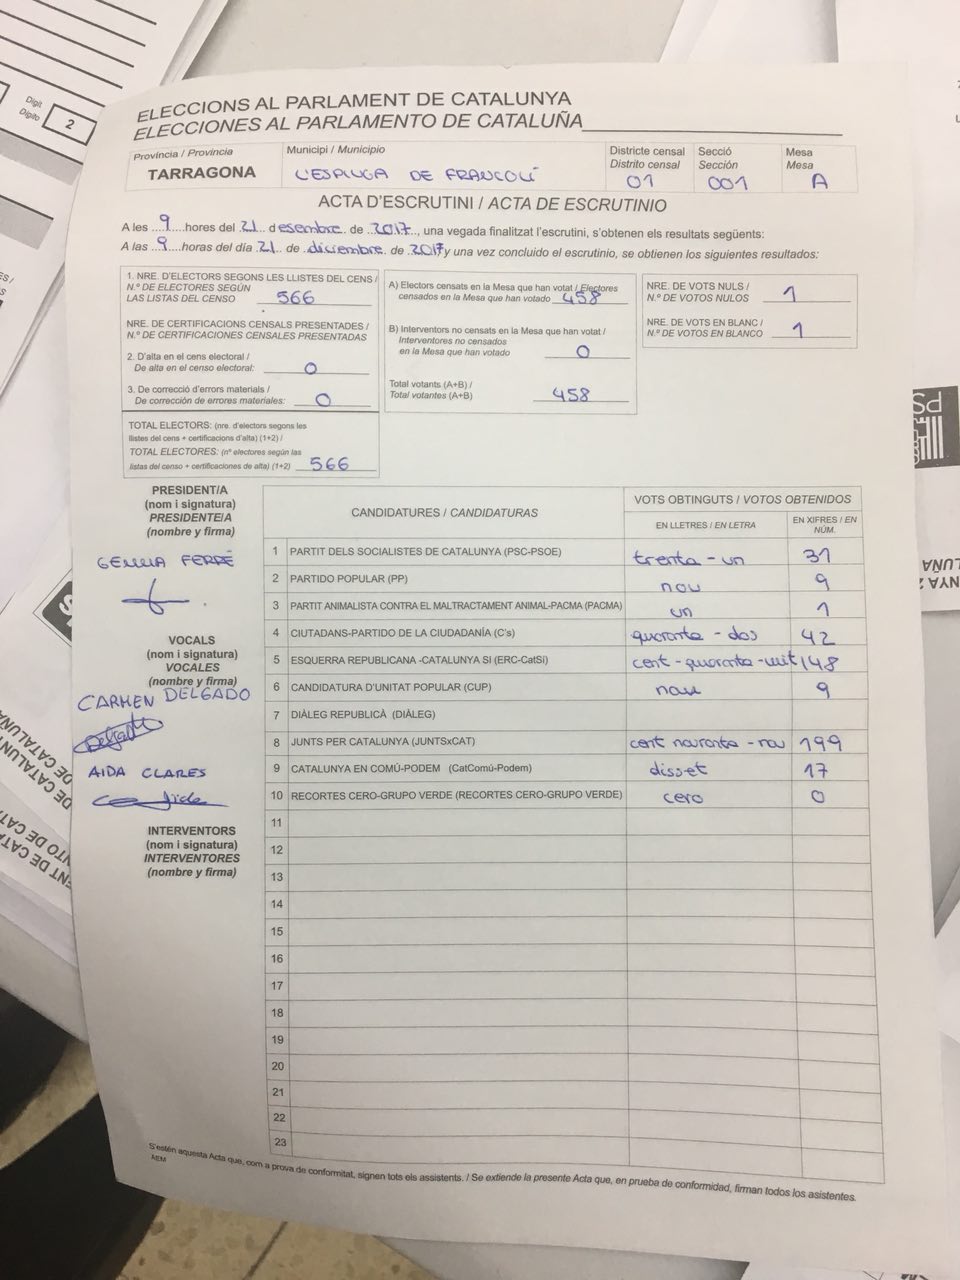 Dígit
Dígito
2
ELECCIONS AL PARLAMENT DE CATALUNYA
ELECCIONES AL PARLAMENTO DE CATALUÑA
Província / Provincia
TARRAGONA
Municipi / Municipio
L'ESPLUGA DE FRANCOLÍ
Districte censal
Distrito censal
01
Secció
Sección
001
Mesa
Mesa
A
ACTA D'ESCRUTINI / ACTA DE ESCRUTINIO
A les 9 hores del 21 desembre de 2017, una vegada finalitzat l'escrutini, s'obtenen els resultats següents:
A las 9 horas del día 21 de diciembre de 2017 y una vez concluido el escrutinio, se obtienen los siguientes resultados:
1. NRE. D'ELECTORS SEGONS LES LLISTES DEL CENS /
N.º DE ELECTORES SEGÚN
LAS LISTAS DEL CENSO 566
NRE. DE CERTIFICACIONS CENSALS PRESENTADES /
N.º DE CERTIFICACIONES CENSALES PRESENTADAS
2. D'alta en el cens electoral /
De alta en el censo electoral: 0
3. De correcció d'errors materials /
De corrección de errores materiales: 0
TOTAL ELECTORS: (nre. d'electors segons les
llistes del cens + certificacions d'alta) (1+2) /
TOTAL ELECTORES: (nº electores según las
listas del censo + certificaciones de alta) (1+2) 566
A) Electors censats en la Mesa que han votat / Electores
censados en la Mesa que han votado 458
B) Interventors no censats en la Mesa que han votat /
Interventores no censados
en la Mesa que han votado 0
Total votants (A+B) /
Total votantes (A+B) 458
NRE. DE VOTS NULS /
N.º DE VOTOS NULOS 1
NRE. DE VOTS EN BLANC /
N.º DE VOTOS EN BLANCO 1
PRESIDENT/A
(nom i signatura)
PRESIDENTE/A
(nombre y firma)
GEMMA FERRÉ
VOCALS
(nom i signatura)
VOCALES
(nombre y firma)
CARMEN DELGADO
Delgado
AIDA CLARES
INTERVENTORS
(nom i signatura)
INTERVENTORES
(nombre y firma)
CANDIDATURES / CANDIDATURAS
VOTS OBTINGUTS / VOTOS OBTENIDOS
EN LLETRES / EN LETRA
EN XIFRES / EN NÚM.
1 PARTIT DELS SOCIALISTES DE CATALUNYA (PSC-PSOE) trenta-un 31
2 PARTIDO POPULAR (PP) nou 9
3 PARTIT ANIMALISTA CONTRA EL MALTRACTAMENT ANIMAL-PACMA (PACMA) un 1
4 CIUTADANS-PARTIDO DE LA CIUDADANÍA (C's) quaranta-dos 42
5 ESQUERRA REPUBLICANA -CATALUNYA SÍ (ERC-CatSí) cent-quaranta-vuit 148
6 CANDIDATURA D'UNITAT POPULAR (CUP) nou 9
7 DIÀLEG REPUBLICÀ (DIÀLEG)
8 JUNTS PER CATALUNYA (JUNTSxCAT) cent nouranta-nou 199
9 CATALUNYA EN COMÚ-PODEM (CatComú-Podem) disset 17
10 RECORTES CERO-GRUPO VERDE (RECORTES CERO-GRUPO VERDE) cero 0
11
12
13
14
15
16
17
18
19
20
21
22
23
S'estén aquesta Acta que, com a prova de conformitat, signen tots els assistents. / Se extiende la presente Acta que, en prueba de conformidad, firman todos los asistentes.
AEM